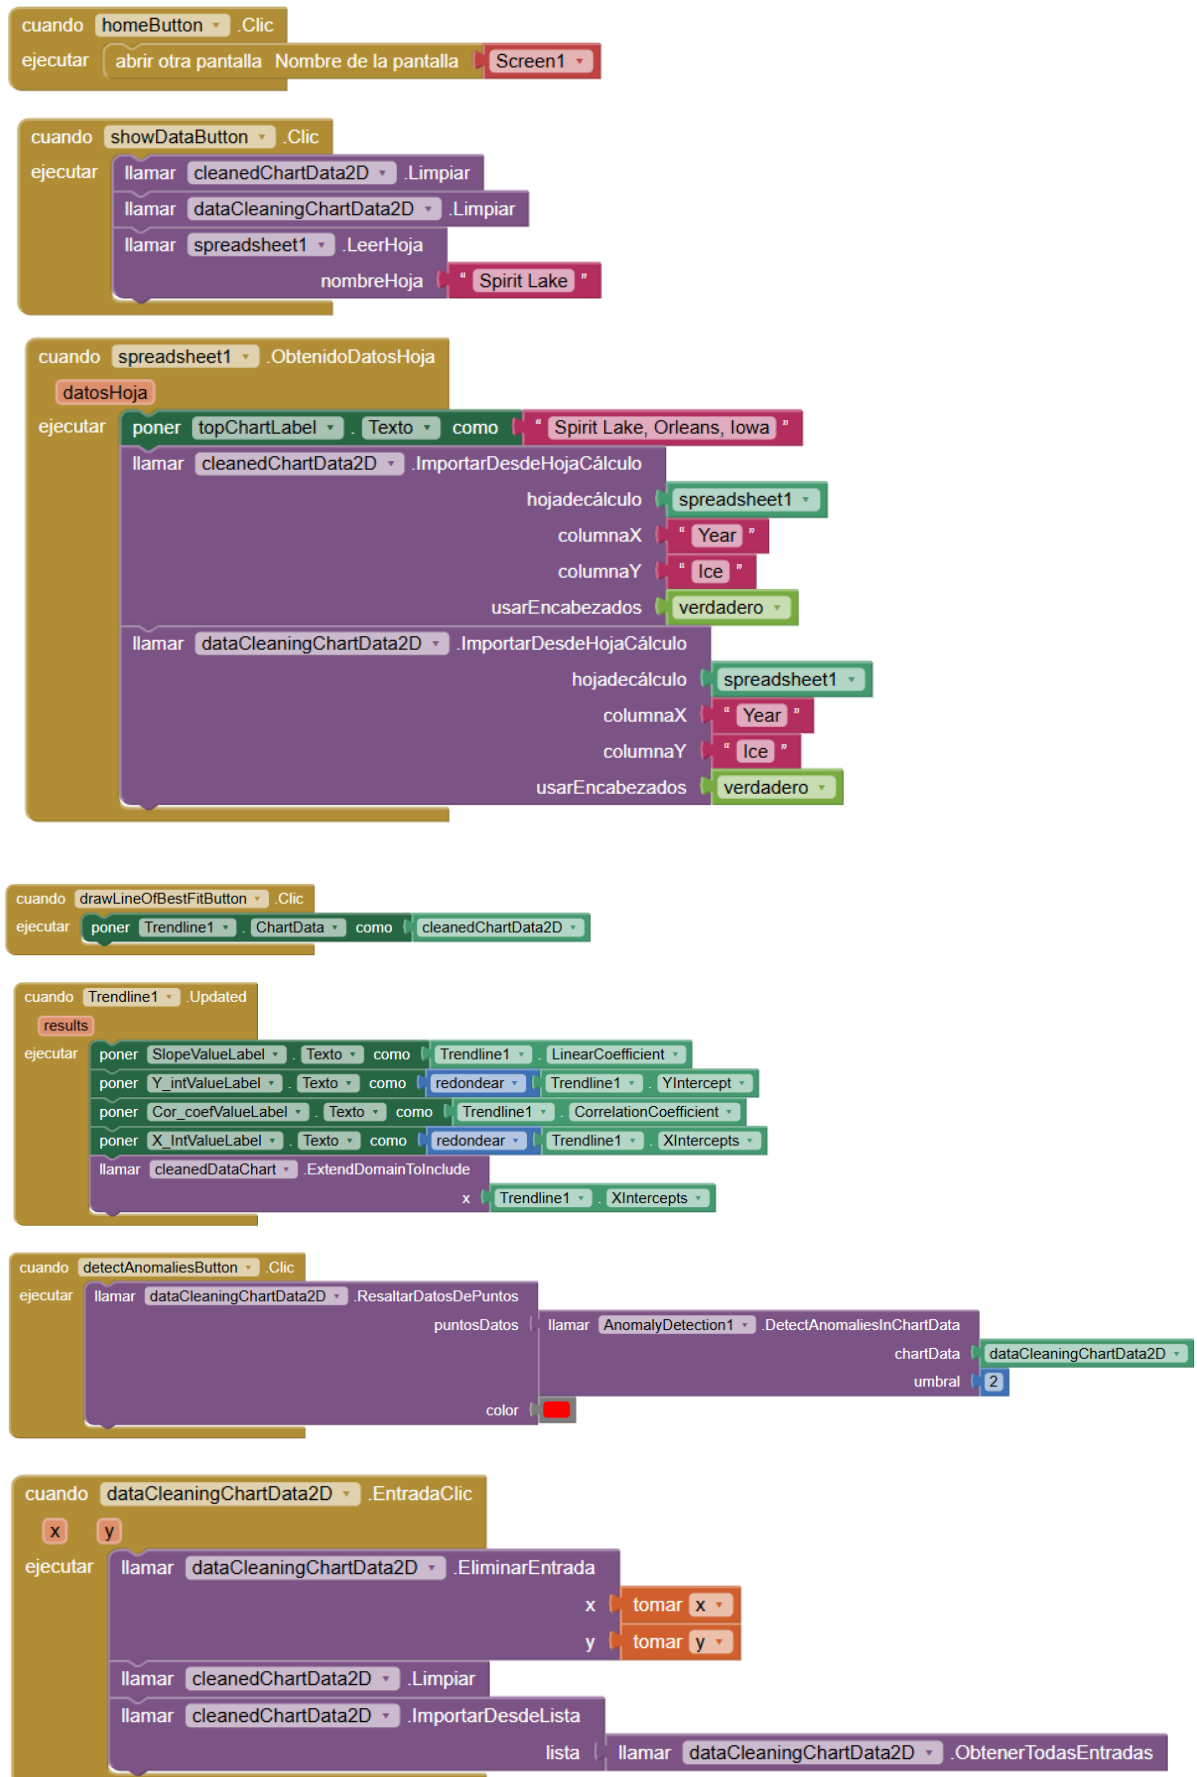 cuando homeButton .Clic
ejecutar abrir otra pantalla Nombre de la pantalla Screen1
cuando showDataButton .Clic
ejecutar llamar cleanedChartData2D .Limpiar
llamar dataCleaningChartData2D .Limpiar
llamar spreadsheet1 .LeerHoja
nombreHoja “ Spirit Lake ”
cuando spreadsheet1 .ObtenidoDatosHoja
datosHoja
ejecutar poner topChartLabel . Texto como “ Spirit Lake, Orleans, Iowa ”
llamar cleanedChartData2D .ImportarDesdeHojaCálculo
hojadecálculo spreadsheet1
columnaX “ Year ”
columnaY “ Ice ”
usarEncabezados verdadero
llamar dataCleaningChartData2D .ImportarDesdeHojaCálculo
hojadecálculo spreadsheet1
columnaX “ Year ”
columnaY “ Ice ”
usarEncabezados verdadero
cuando drawLineOfBestFitButton .Clic
ejecutar poner Trendline1 . ChartData como cleanedChartData2D
cuando Trendline1 .Updated
results
ejecutar poner SlopeValueLabel . Texto como Trendline1 . LinearCoefficient
poner Y_intValueLabel . Texto como redondear Trendline1 . YIntercept
poner Cor_coefValueLabel . Texto como Trendline1 . CorrelationCoefficient
poner X_IntValueLabel . Texto como redondear Trendline1 . XIntercepts
llamar cleanedDataChart .ExtendDomainToInclude
x Trendline1 . XIntercepts
cuando detectAnomaliesButton .Clic
ejecutar llamar dataCleaningChartData2D .ResaltarDatosDePuntos
puntosDatos llamar AnomalyDetection1 .DetectAnomaliesInChartData
chartData dataCleaningChartData2D
umbral 2
color
cuando dataCleaningChartData2D .EntradaClic
x y
ejecutar llamar dataCleaningChartData2D .EliminarEntrada
x tomar x
y tomar y
llamar cleanedChartData2D .Limpiar
llamar cleanedChartData2D .ImportarDesdeLista
lista llamar dataCleaningChartData2D .ObtenerTodasEntradas